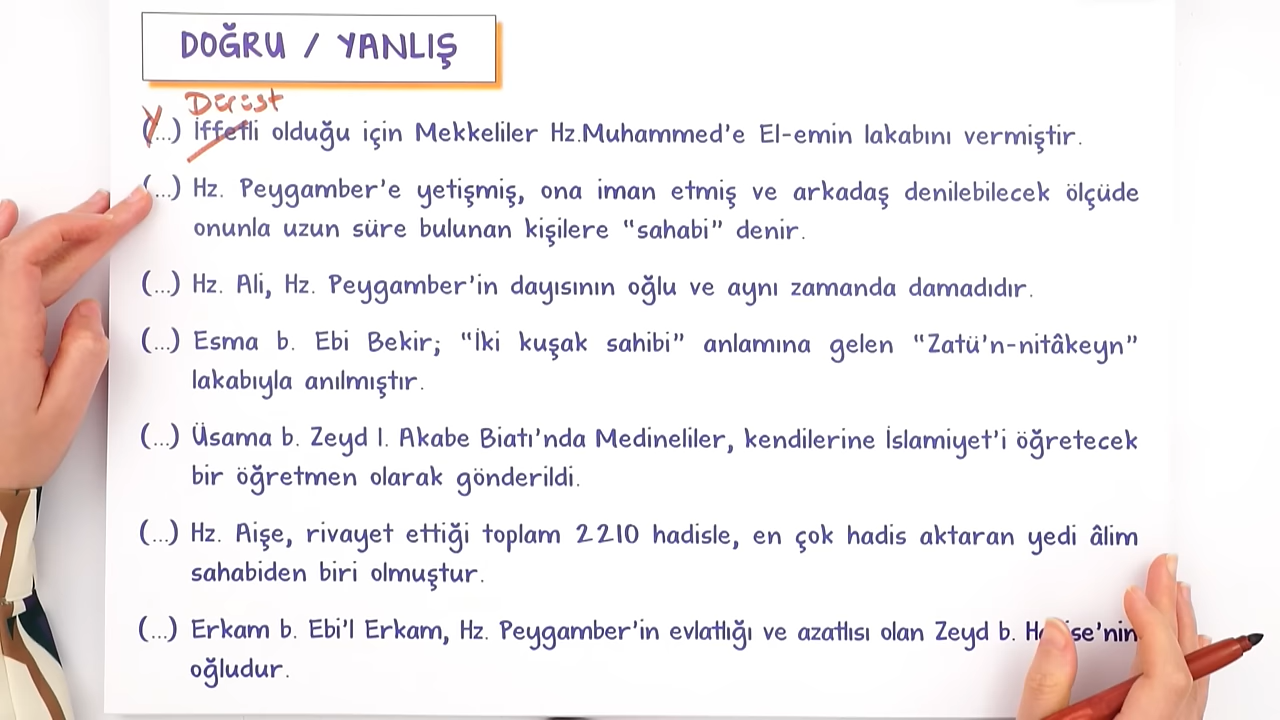 DOĞRU / YANLIŞ
Dürüst
(Y...) İffetli olduğu için Mekkeliler Hz.Muhammed'e El-emin lakabını vermiştir.
(...) Hz. Peygamber'e yetişmiş, ona iman etmiş ve arkadaş denilebilecek ölçüde
onunla uzun süre bulunan kişilere “sahabi” denir.
(...) Hz. Ali, Hz. Peygamber'in dayısının oğlu ve aynı zamanda damadıdır.
(...) Esma b. Ebi Bekir; “İki kuşak sahibi” anlamına gelen “Zatü'n-nitâkeyn”
lakabıyla anılmıştır.
(...) Üsama b. Zeyd I. Akabe Biatı'nda Medineliler, kendilerine İslamiyet'i öğretecek
bir öğretmen olarak gönderildi.
(...) Hz. Aişe, rivayet ettiği toplam 2210 hadisle, en çok hadis aktaran yedi âlim
sahabiden biri olmuştur.
(...) Erkam b. Ebi'l Erkam, Hz. Peygamber'in evlatlığı ve azatlısı olan Zeyd b.
oğludur.